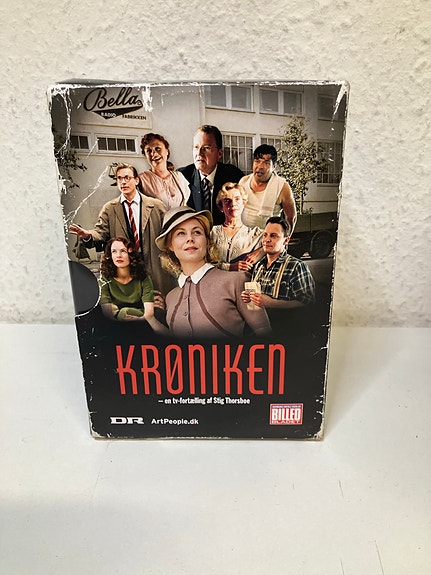 Bella
RADIO FABRIKKEN
KRØNIKEN
– en tv-fortælling af Stig Thorsboe
DR
ArtPeople.dk
BILLED
BLADET